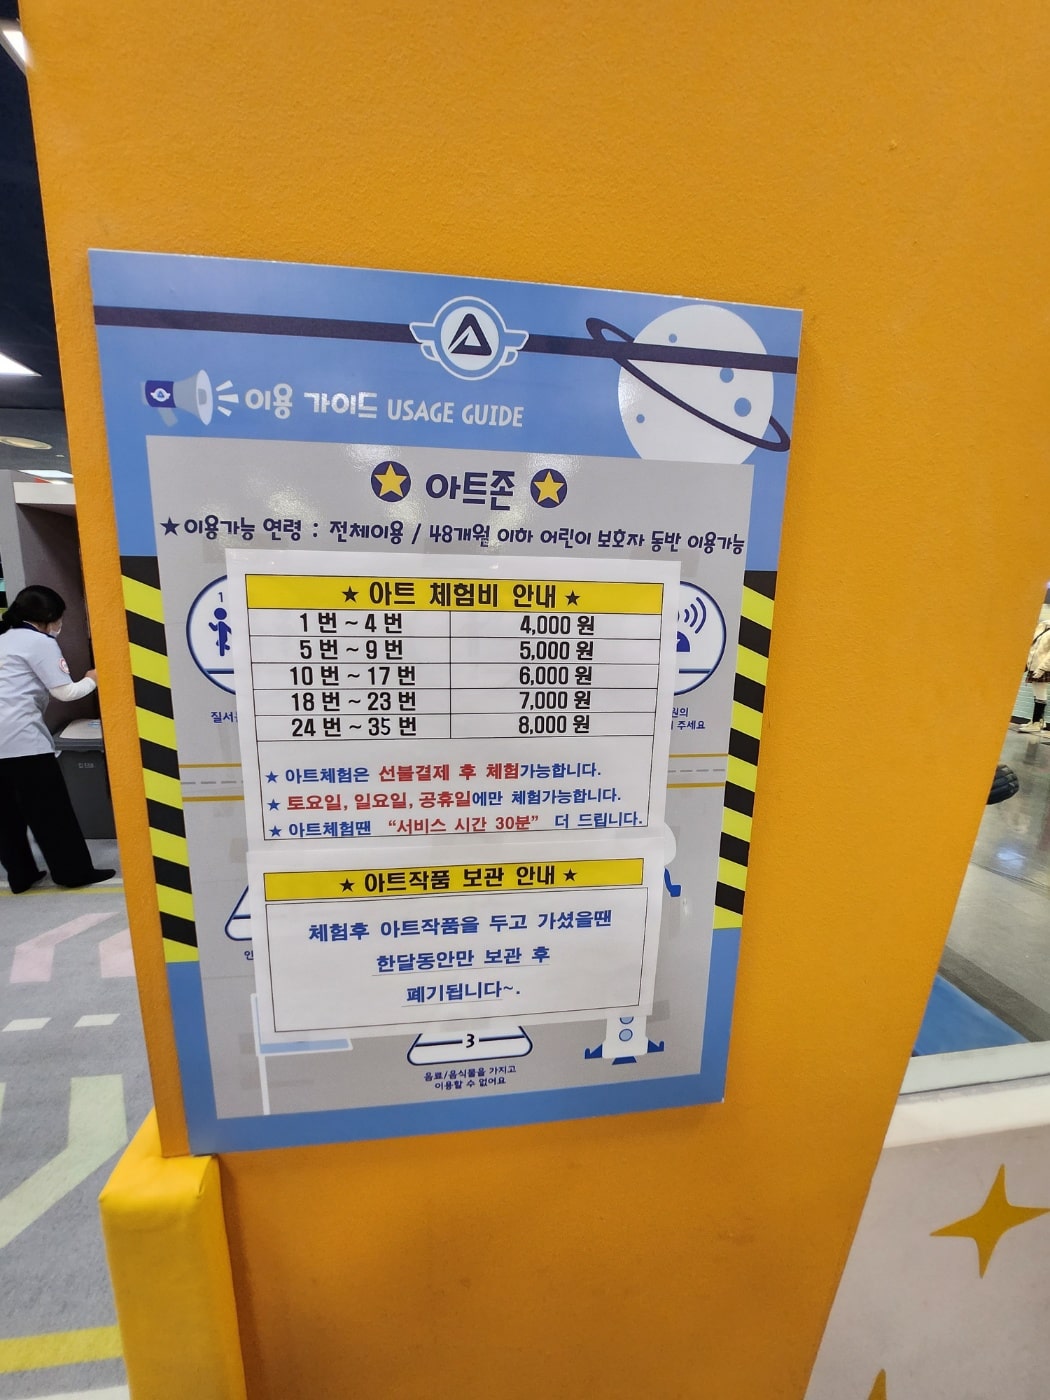 이용 가이드 USAGE GUIDE
아트존
★이용가능 연령 : 전체이용 / 48개월 이하 어린이 보호자 동반 이용가능
★ 아트 체험비 안내 ★
1 번 ~ 4 번 4,000 원
5 번 ~ 9 번 5,000 원
10 번 ~ 17 번 6,000 원
18 번 ~ 23 번 7,000 원
24 번 ~ 35 번 8,000 원
★ 아트체험은 선불결제 후 체험가능합니다.
★ 토요일, 일요일, 공휴일에만 체험가능합니다.
★ 아트체험땐 “서비스 시간 30분” 더 드립니다.
1
질서
원의
주세요
★ 아트작품 보관 안내 ★
체험후 아트작품을 두고 가셨을땐
한달동안만 보관 후
폐기됩니다~.
3
음료/음식물을 가지고
이용할 수 없어요